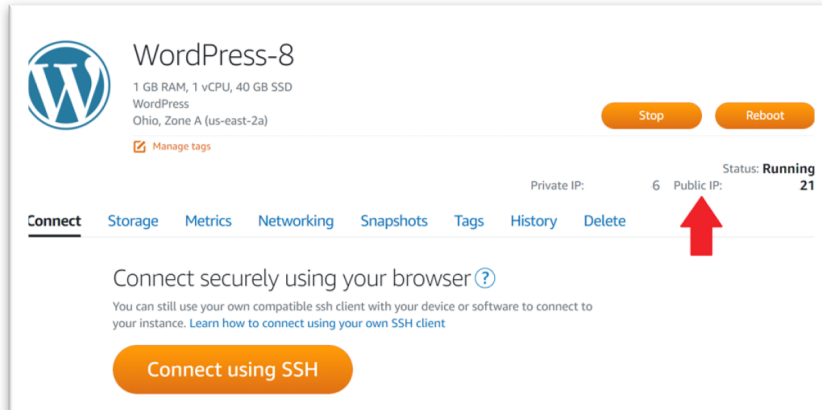 WordPress-8
1 GB RAM, 1 vCPU, 40 GB SSD
WordPress
Ohio, Zone A (us-east-2a)
Stop Reboot
Manage tags
Status: Running
Private IP: 6 Public IP: 21
Connect Storage Metrics Networking Snapshots Tags History Delete
Connect securely using your browser ?
You can still use your own compatible ssh client with your device or software to connect to
your instance. Learn how to connect using your own SSH client
Connect using SSH